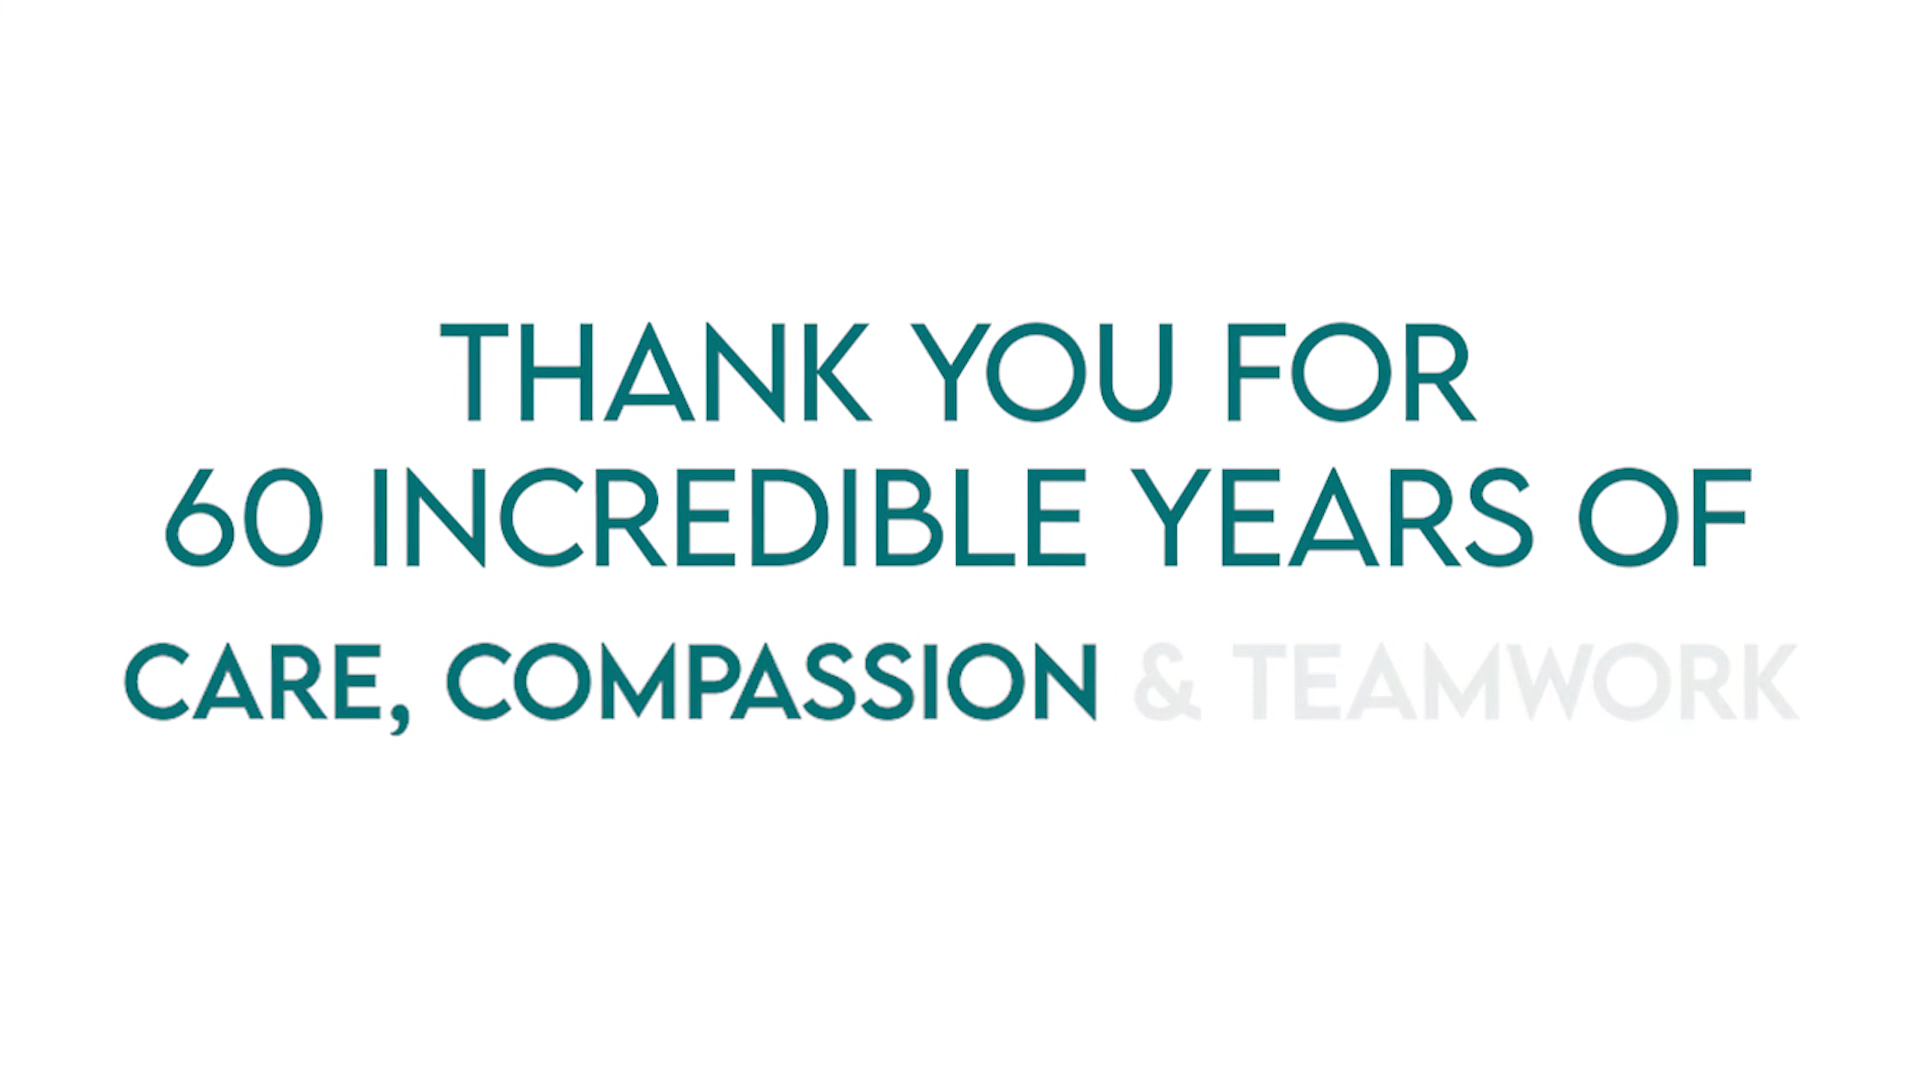 THANK YOU FOR
60 INCREDIBLE YEARS OF
CARE, COMPASSION & TEAMWORK